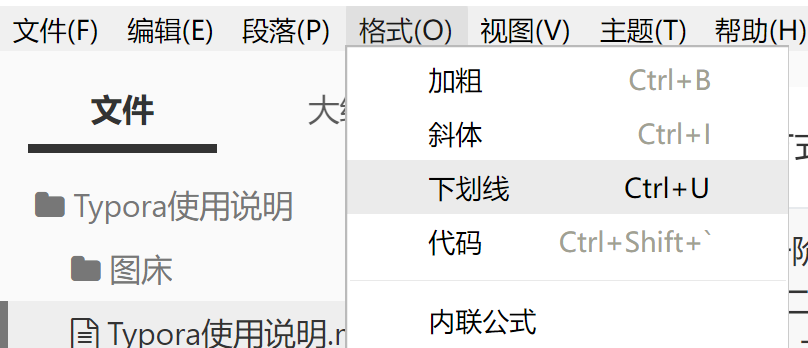 文件(F) 编辑(E) 段落(P) 格式(O) 视图(V) 主题(T) 帮助(H)
文件
大
加粗 Ctrl+B
斜体 Ctrl+I
下划线 Ctrl+U
代码 Ctrl+Shift+`
内联公式
Typora使用说明
图床
Typora使用说明.